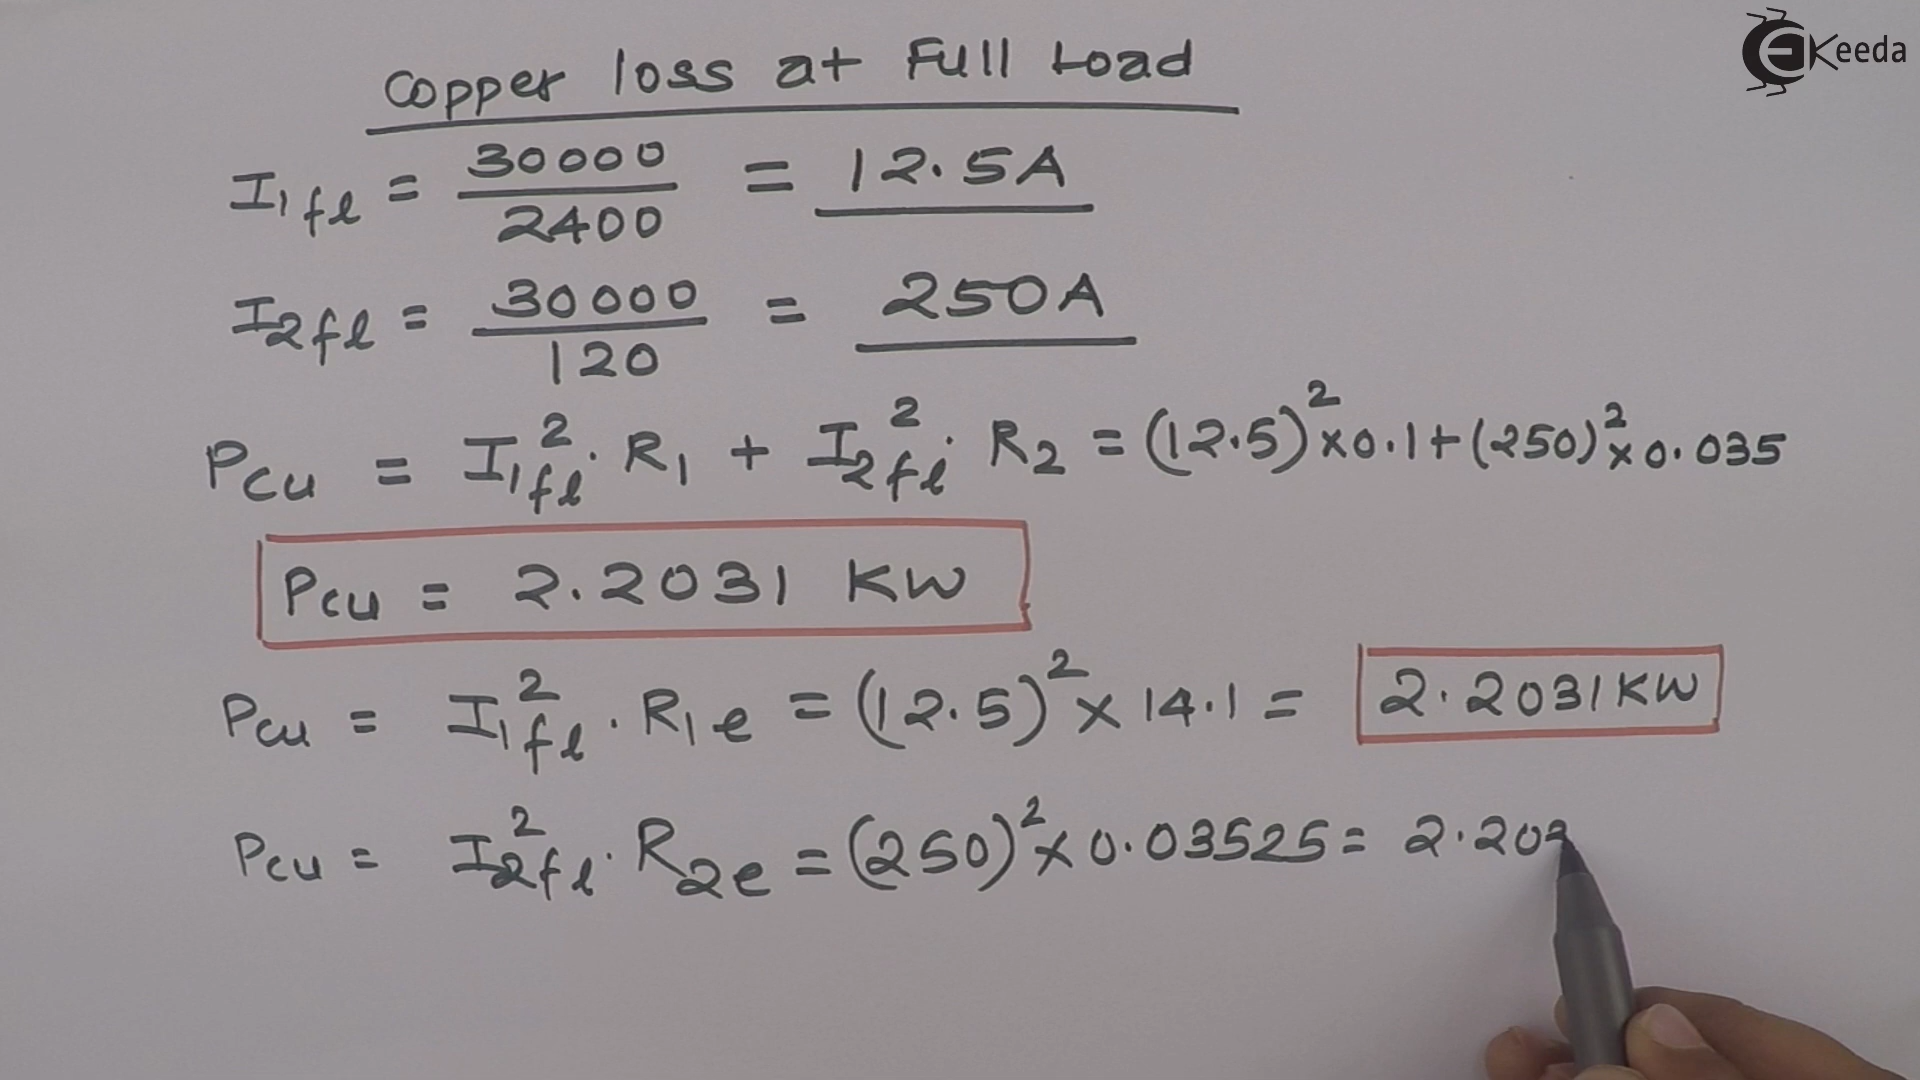 EKeeda
Copper loss at Full Load
I1fl = 30000/2400 = 12.5A
I2fl = 30000/120 = 250A
Pcu = I1fl² · R1 + I2fl² · R2 = (12.5)² × 0.1 + (250)² × 0.035
Pcu = 2.2031 KW
Pcu = I1fl² · R1e = (12.5)² × 14.1 = 2.2031 KW
Pcu = I2fl² · R2e = (250)² × 0.03525 = 2.203